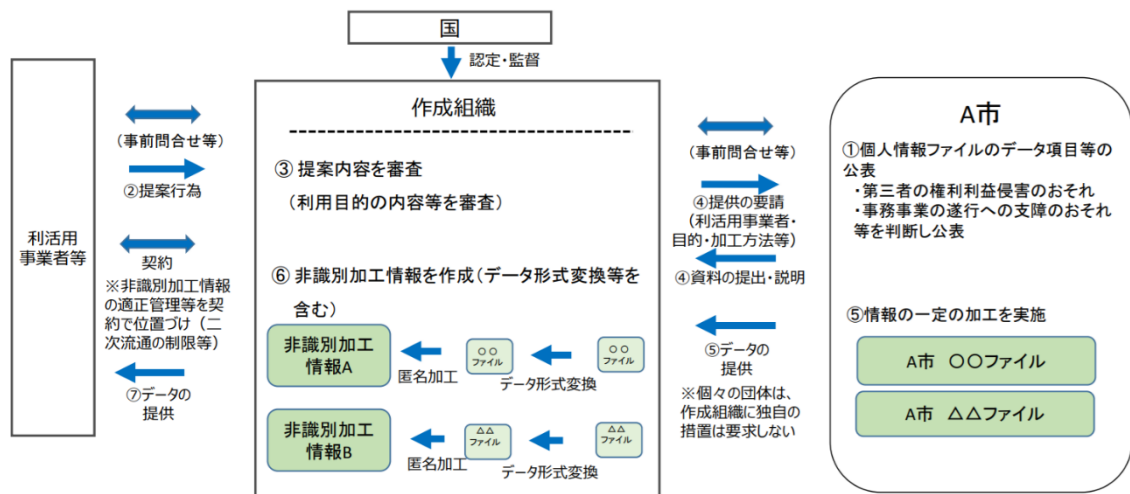 国
認定・監督
利活用
事業者等
(事前問合せ等)
②提案行為
契約
※非識別加工情報
の適正管理等を契
約で位置づけ(二
次流通の制限等)
⑦データの
提供
作成組織
③ 提案内容を審査
(利用目的の内容等を審査)
⑥ 非識別加工情報を作成(データ形式変換等を
含む)
非識別加工
情報A
匿名加工
○○
ファイル
データ形式変換
○○
ファイル
非識別加工
情報B
匿名加工
△△
ファイル
データ形式変換
△△
ファイル
(事前問合せ等)
④提供の要請
(利活用事業者・
目的・加工方法等)
④資料の提出・説明
⑤データの
提供
※個々の団体は、
作成組織に独自の
措置は要求しない
A市
①個人情報ファイルのデータ項目等の
公表
・第三者の権利利益侵害のおそれ
・事務事業の遂行への支障のおそれ
等を判断し公表
⑤情報の一定の加工を実施
A市 ○○ファイル
A市 △△ファイル